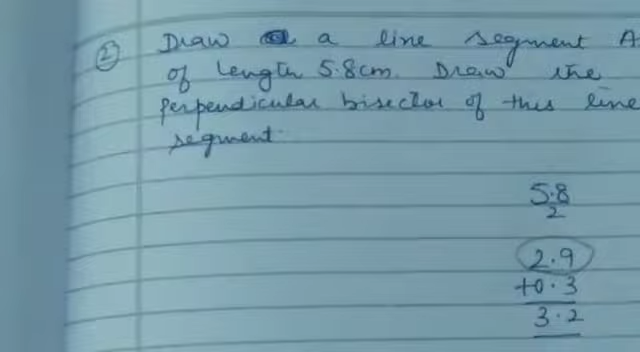 ② Draw a line segment A
of length 5.8cm. Draw the
perpendicular bisector of this line
segment.
5.8
2
2.9
+0.3
3.2